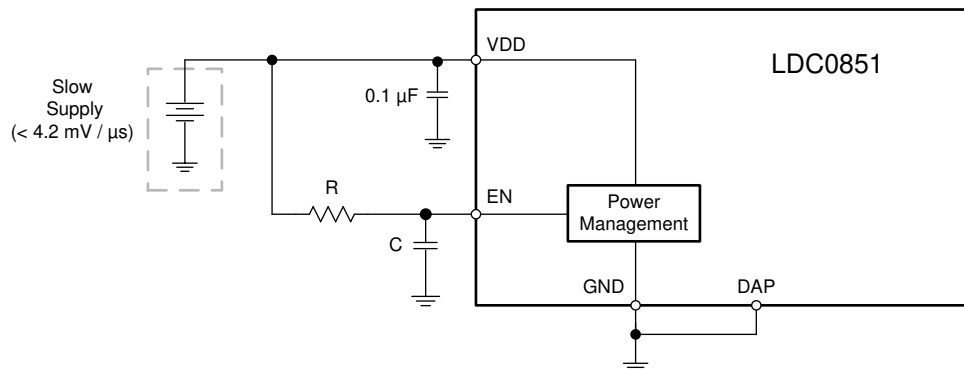 VDD
LDC0851
Slow
Supply
(< 4.2 mV / µs)
0.1 µF
R
EN
Power
Management
C
GND
DAP